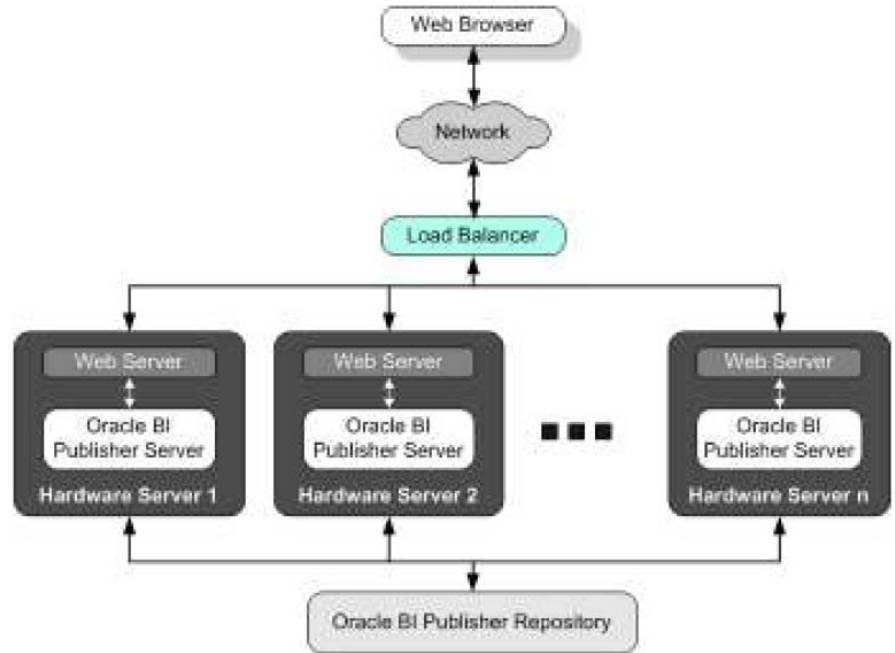 Web Browser
Network
Load Balancer
Web Server
Oracle BI
Publisher Server
Hardware Server 1
Web Server
Oracle BI
Publisher Server
Hardware Server 2
Web Server
Oracle BI
Publisher Server
Hardware Server n
Oracle BI Publisher Repository